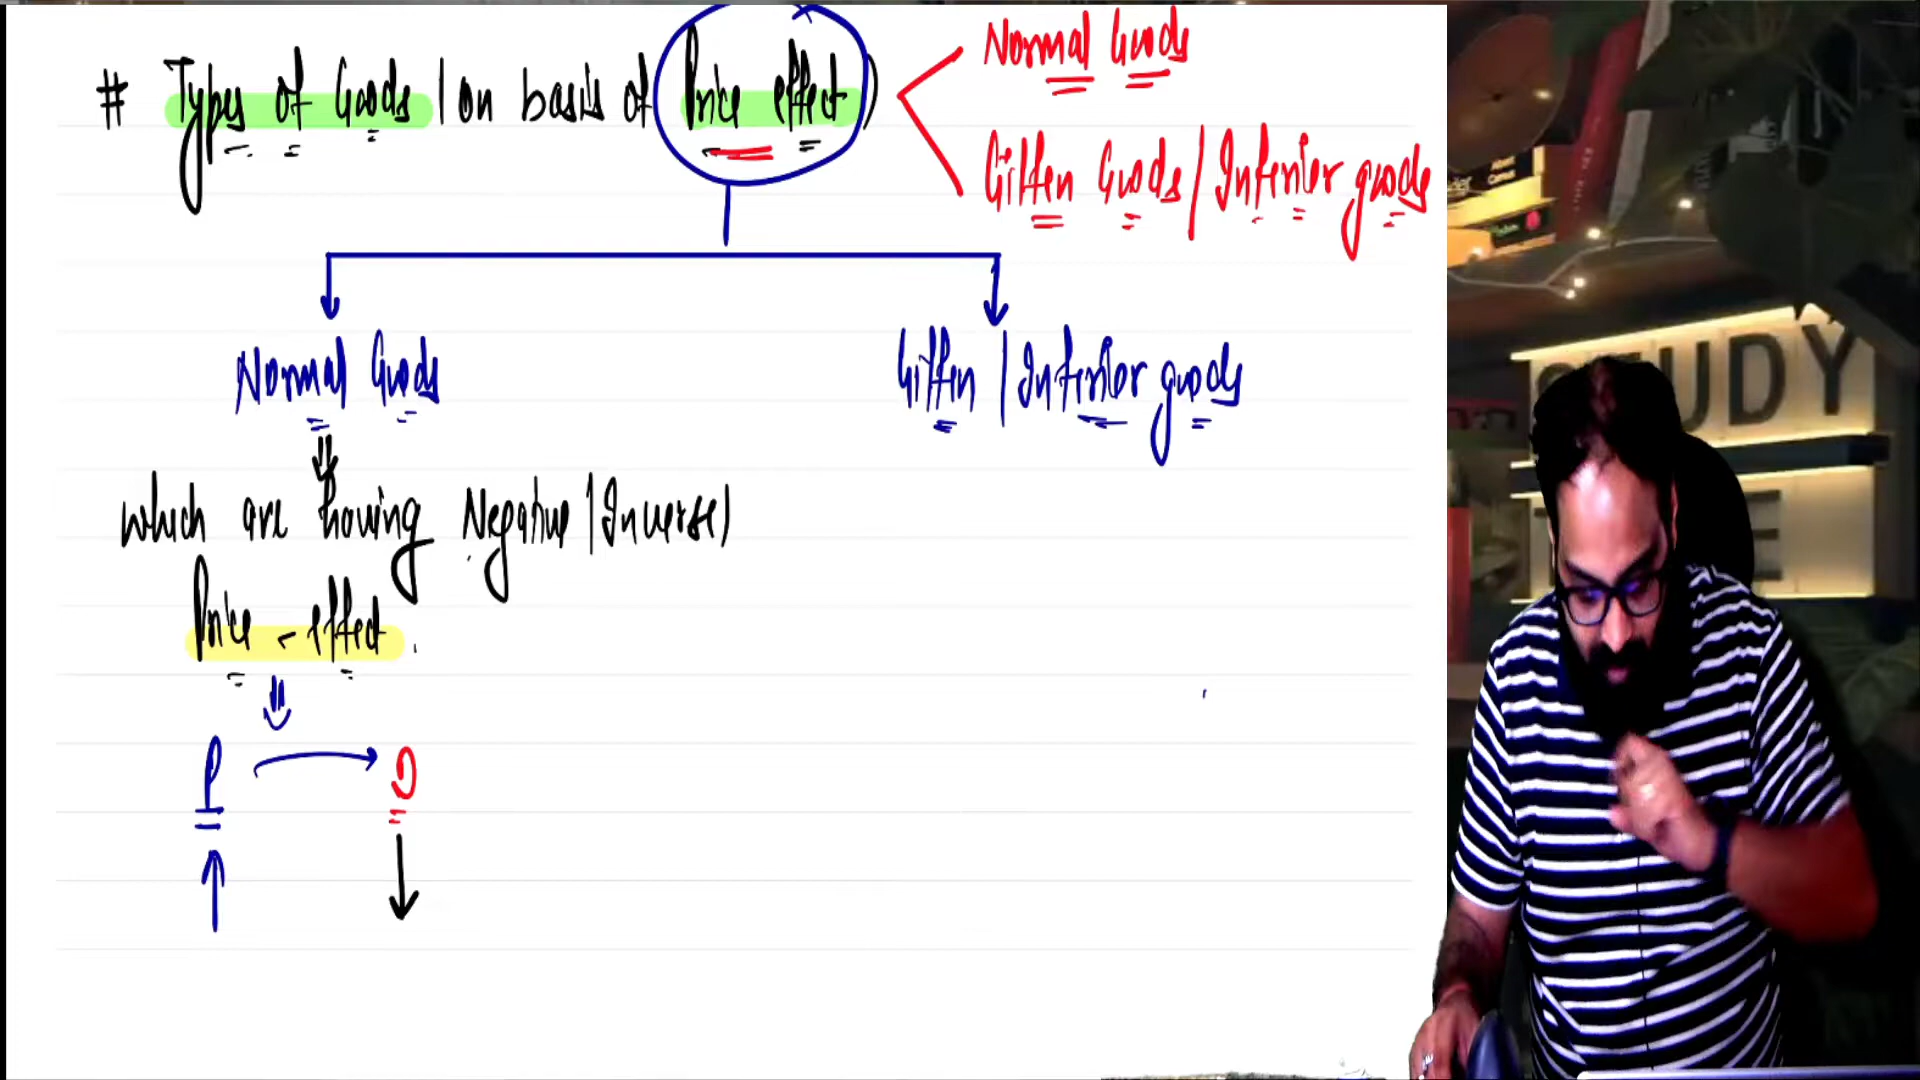 # Types of Goods (on basis of Price effect)
Normal Goods
Giffen Goods / Inferior goods
Normal Goods
Giffen / Inferior goods
which are having Negative (Inverse)
Price - effect.
P
D
STUDY